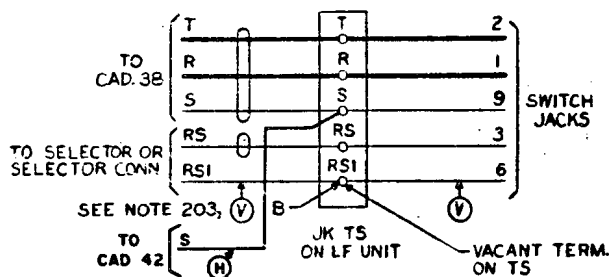 T T 2
TO CAD. 38
R R 1
S S 9
SWITCH JACKS
TO SELECTOR OR SELECTOR CONN
RS RS 3
RS1 RS1 6
SEE NOTE 203, V B V
TO CAD 42
S
H
JK TS ON LF UNIT
VACANT TERM. ON TS